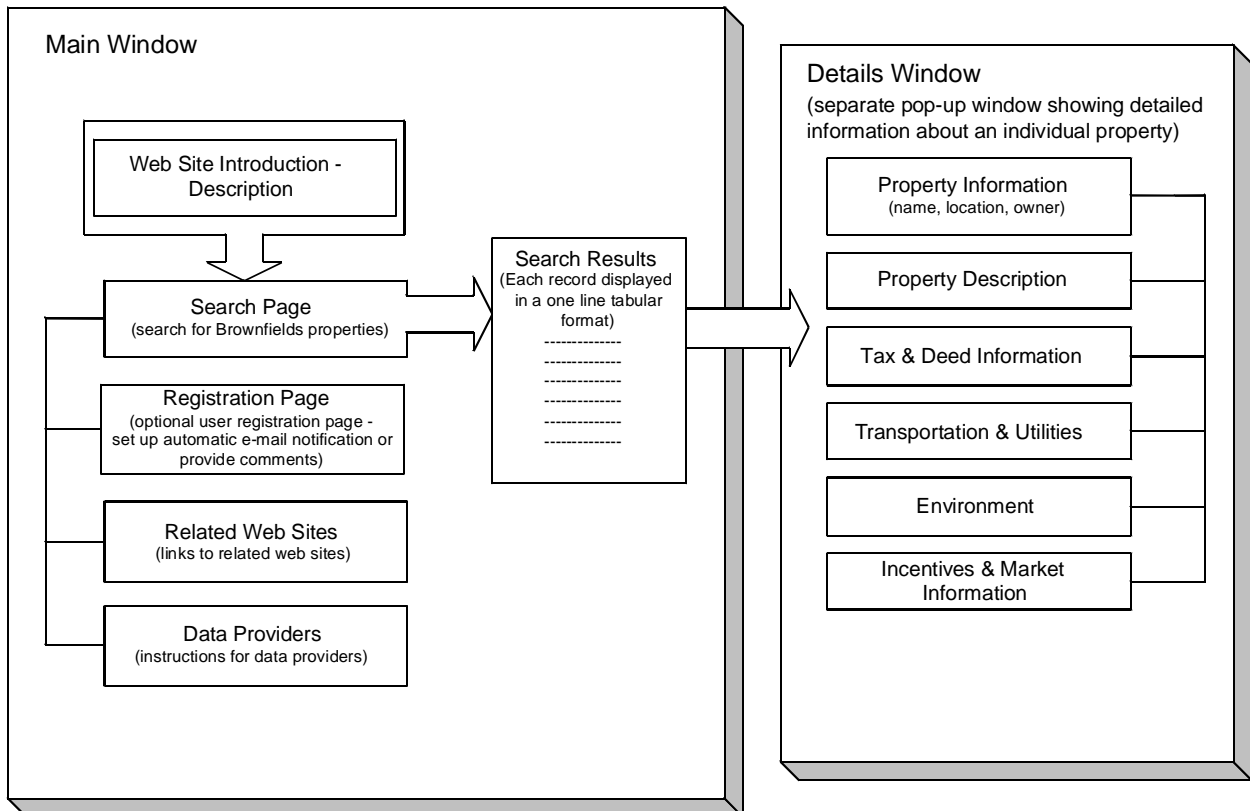 Main Window
Web Site Introduction -
Description
Search Page
(search for Brownfields properties)
Registration Page
(optional user registration page -
set up automatic e-mail notification or
provide comments)
Related Web Sites
(links to related web sites)
Data Providers
(instructions for data providers)
Search Results
(Each record displayed
in a one line tabular
format)
--------------
--------------
--------------
--------------
--------------
--------------
Details Window
(separate pop-up window showing detailed
information about an individual property)
Property Information
(name, location, owner)
Property Description
Tax & Deed Information
Transportation & Utilities
Environment
Incentives & Market
Information